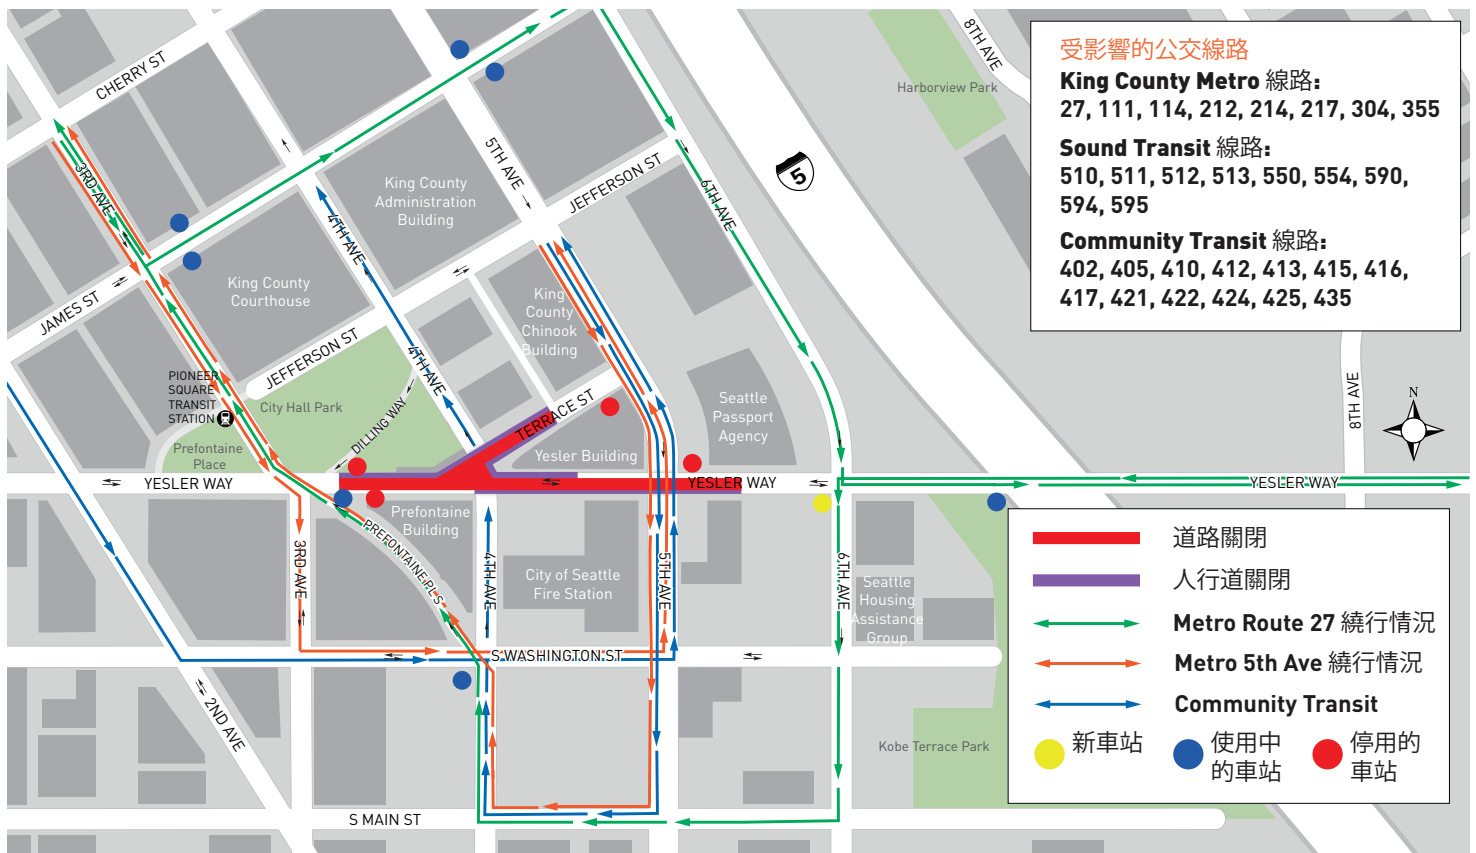 受影響的公交線路
King County Metro 線路:
27, 111, 114, 212, 214, 217, 304, 355
Sound Transit 線路:
510, 511, 512, 513, 550, 554, 590,
594, 595
Community Transit 線路:
402, 405, 410, 412, 413, 415, 416,
417, 421, 422, 424, 425, 435
CHERRY ST
8TH AVE
Harborview Park
5
5TH AVE
3RD AVE
King County
Administration
Building
JEFFERSON ST
6TH AVE
4TH AVE
King County
Courthouse
JAMES ST
King
County
Chinook
Building
JEFFERSON ST
4TH AVE
PIONEER
SQUARE
TRANSIT
STATION
City Hall Park
DILLING WAY
TERRACE ST
Seattle
Passport
Agency
8TH AVE
N
Prefontaine
Place
Yesler Building
YESLER WAY
YESLER WAY
YESLER WAY
Prefontaine
Building
PREFONTAINE PL S
3RD AVE
4TH AVE
City of Seattle
Fire Station
5TH AVE
6TH AVE
Seattle
Housing
Assistance
Group
S WASHINGTON ST
2ND AVE
Kobe Terrace Park
S MAIN ST
道路關閉
人行道關閉
Metro Route 27 繞行情況
Metro 5th Ave 繞行情況
Community Transit
新車站
使用中
的車站
停用的
車站